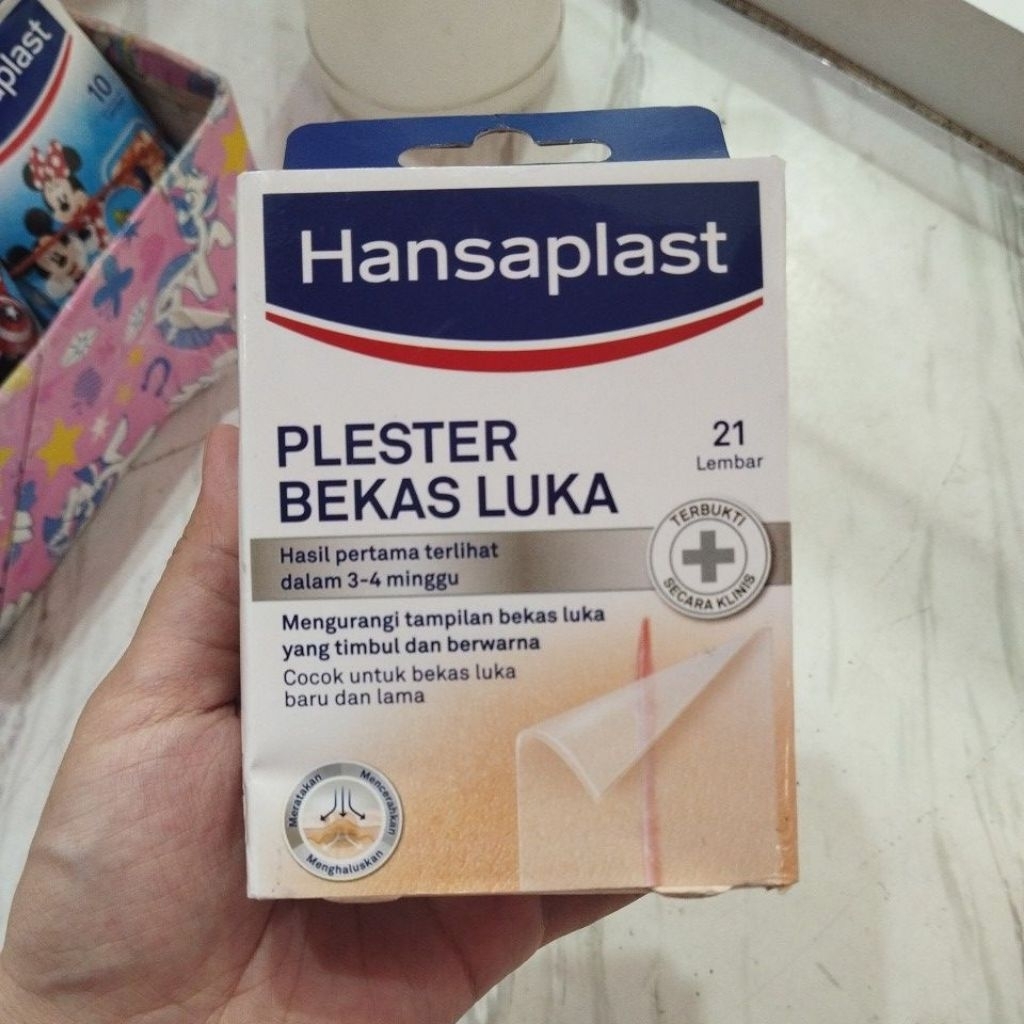 plast
10
Hansaplast
PLESTER
BEKAS LUKA
21
Lembar
Hasil pertama terlihat
dalam 3-4 minggu
TERBUKTI
SECARA KLINIS
Mengurangi tampilan bekas luka
yang timbul dan berwarna
Cocok untuk bekas luka
baru dan lama
Meratakan
Mencerahkan
Menghaluskan